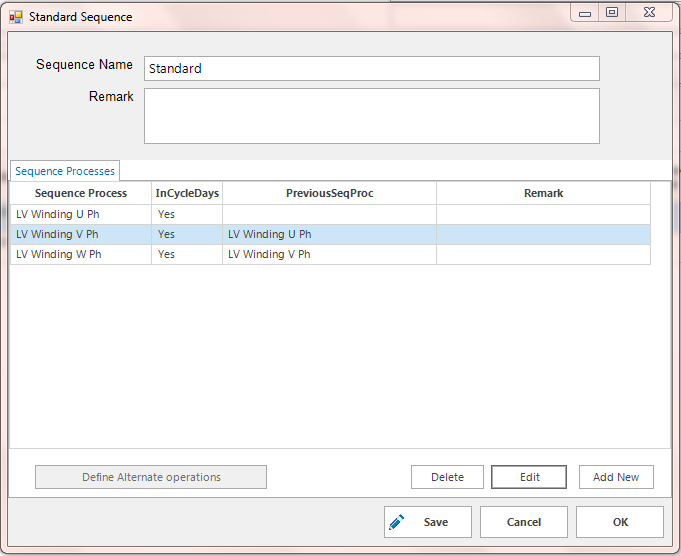 Standard Sequence
Sequence Name Standard
Remark
Sequence Processes
Sequence Process InCycleDays PreviousSeqProc Remark
LV Winding U Ph Yes
LV Winding V Ph Yes LV Winding U Ph
LV Winding W Ph Yes LV Winding V Ph
Define Alternate operations Delete Edit Add New
Save Cancel OK